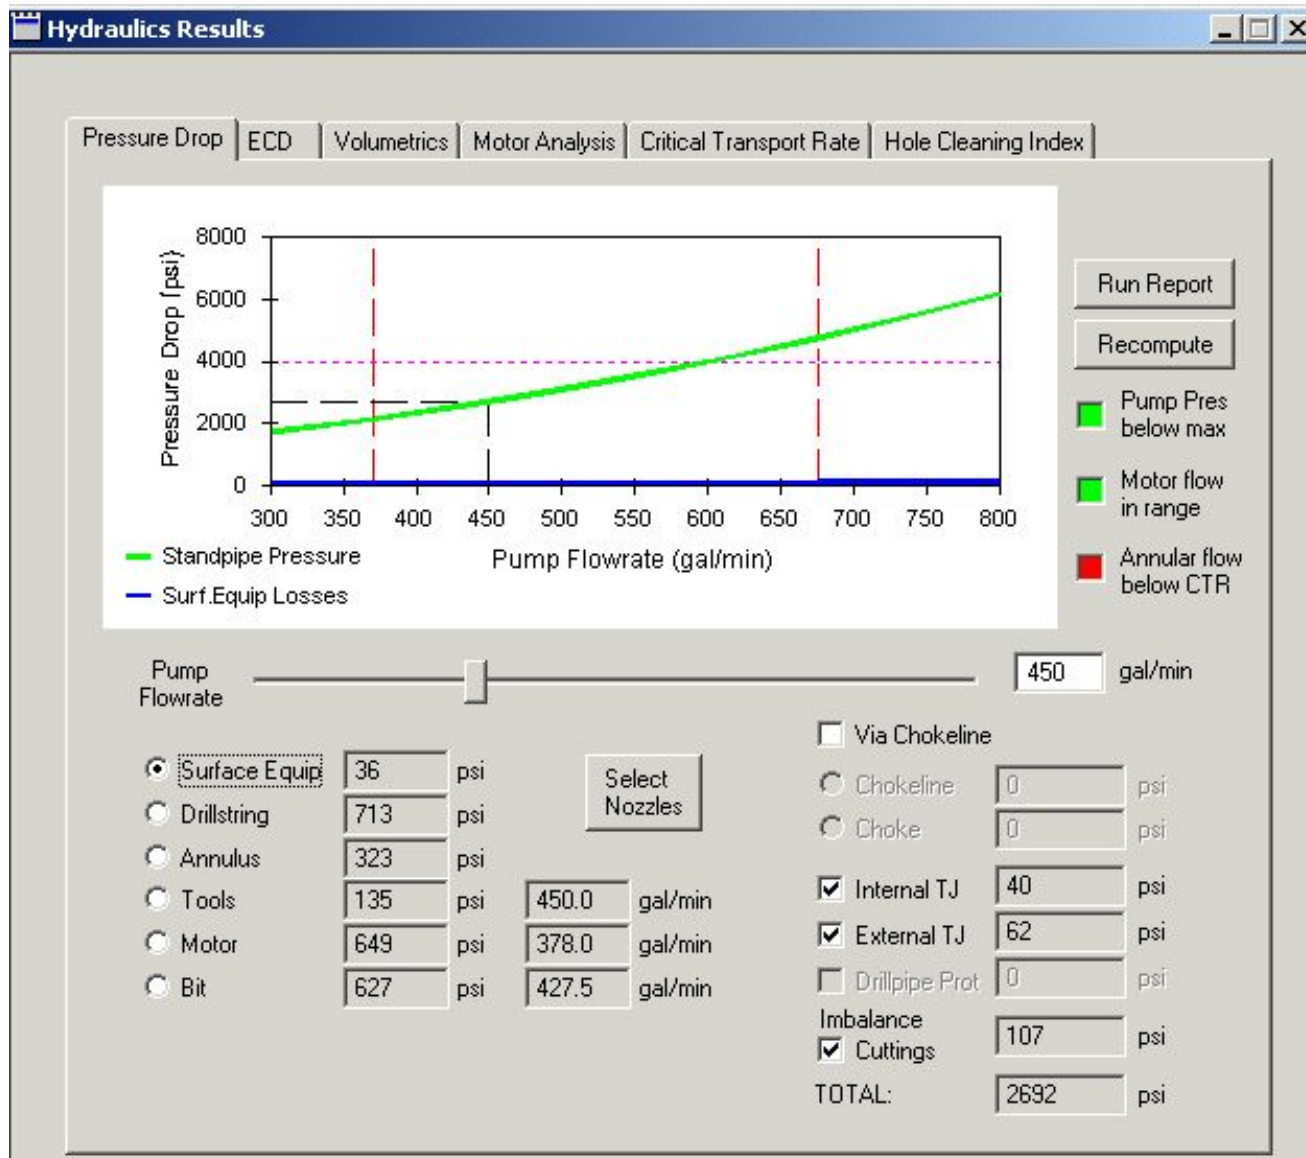 Hydraulics Results
Pressure Drop ECD Volumetrics Motor Analysis Critical Transport Rate Hole Cleaning Index
Pressure Drop (psi)
8000
6000
4000
2000
0
300 350 400 450 500 550 600 650 700 750 800
Pump Flowrate (gal/min)
Standpipe Pressure
Surf.Equip Losses
Run Report
Recompute
Pump Pres
below max
Motor flow
in range
Annular flow
below CTR
Pump
Flowrate
450 gal/min
Surface Equip 36 psi
Drillstring 713 psi
Annulus 323 psi
Tools 135 psi 450.0 gal/min
Motor 649 psi 378.0 gal/min
Bit 627 psi 427.5 gal/min
Select
Nozzles
Via Chokeline
Chokeline 0 psi
Choke 0 psi
Internal TJ 40 psi
External TJ 62 psi
Drillpipe Prot 0 psi
Imbalance
Cuttings 107 psi
TOTAL: 2692 psi